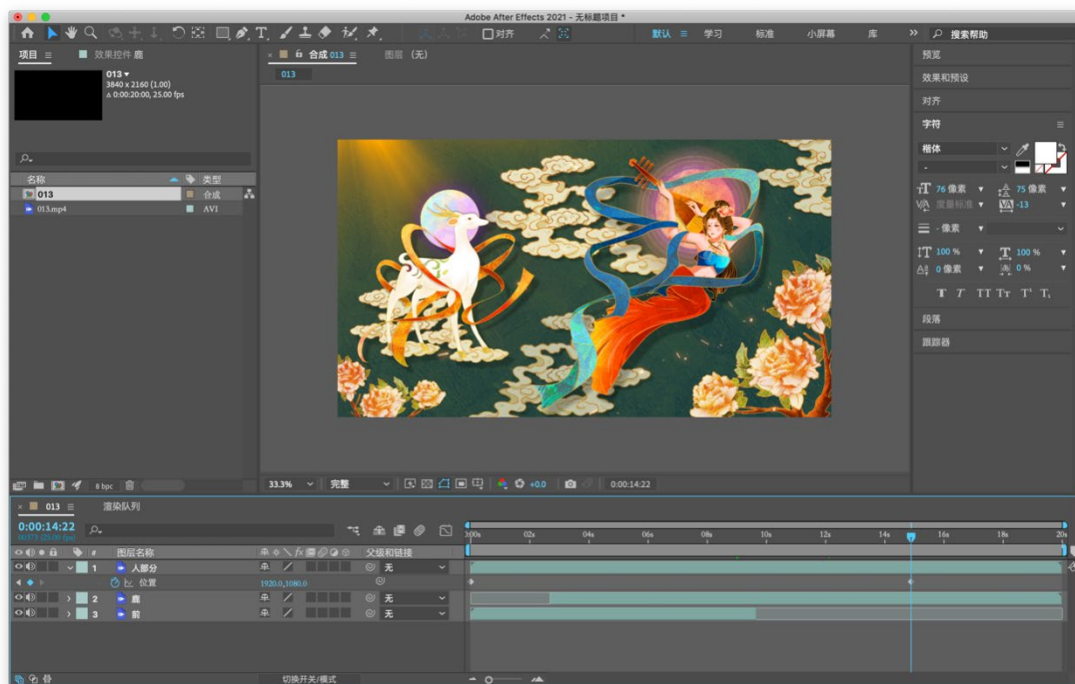 Adobe After Effects 2021 - 无标题项目 *
对齐 默认 学习 标准 小屏幕 库 搜索帮助
项目 效果控件 鹿
合成 013 图层 (无)
预览
013
3840 x 2160 (1.00)
Δ 0:00:20:00, 25.00 fps
013
效果和预设
对齐
字符
楷体
-
名称 类型
013 合成
013.mp4 AVI
76 像素 75 像素
度量标准 -13
- 像素
100 % 100 %
0 像素 0 %
T T TT Tт T¹ T₁
段落
跟踪器
8 bpc
33.3% 完整 +0.0 0:00:14:22
013 渲染队列
0:00:14:22
00372 (25.00 fps)
02s 04s 06s 08s 10s 12s 14s 16s 18s 20s
# 图层名称 父级和链接
1 人部分 无
位置 1920.0,1080.0
2 鹿 无
3 前 无
切换开关/模式